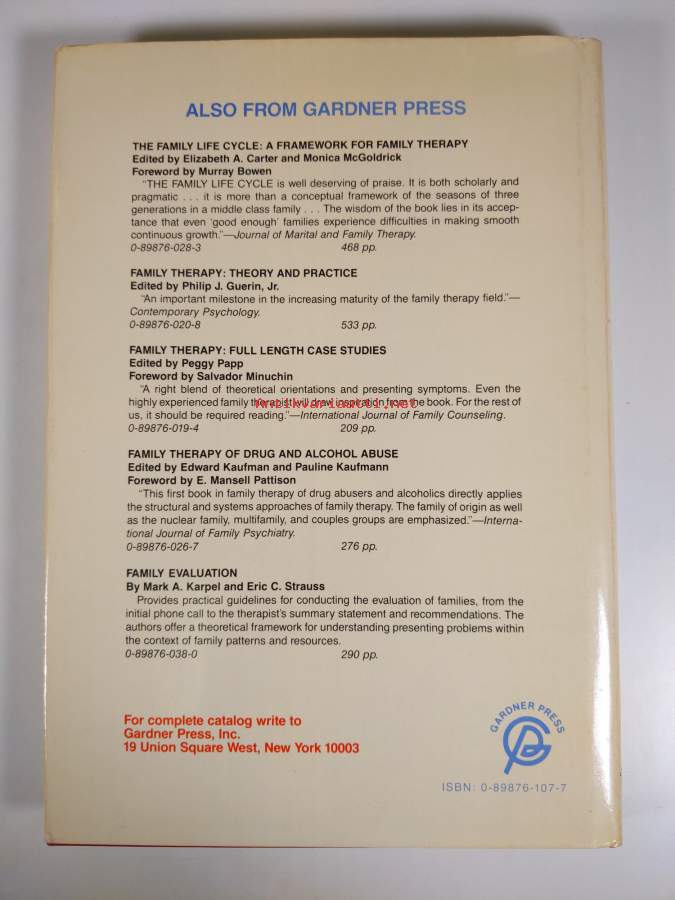 ALSO FROM GARDNER PRESS
THE FAMILY LIFE CYCLE: A FRAMEWORK FOR FAMILY THERAPY
Edited by Elizabeth A. Carter and Monica McGoldrick
Foreword by Murray Bowen
"THE FAMILY LIFE CYCLE is well deserving of praise. It is both scholarly and
pragmatic . . . it is more than a conceptual framework of the seasons of three
generations in a middle class family . . . The wisdom of the book lies in its accep-
tance that even 'good enough' families experience difficulties in making smooth
continuous growth."—Journal of Marital and Family Therapy.
0-89876-028-3 468 pp.
FAMILY THERAPY: THEORY AND PRACTICE
Edited by Philip J. Guerin, Jr.
"An important milestone in the increasing maturity of the family therapy field."—
Contemporary Psychology.
0-89876-020-8 533 pp.
FAMILY THERAPY: FULL LENGTH CASE STUDIES
Edited by Peggy Papp
Foreword by Salvador Minuchin
"A right blend of theoretical orientations and presenting symptoms. Even the
highly experienced family therapist will draw inspiration from the book. For the rest of
Antikvariaatti.net
us, it should be required reading."—International Journal of Family Counseling.
0-89876-019-4 209 pp.
FAMILY THERAPY OF DRUG AND ALCOHOL ABUSE
Edited by Edward Kaufman and Pauline Kaufmann
Foreword by E. Mansell Pattison
"This first book in family therapy of drug abusers and alcoholics directly applies
the structural and systems approaches of family therapy. The family of origin as well
as the nuclear family, multifamily, and couples groups are emphasized."—Interna-
tional Journal of Family Psychiatry.
0-89876-026-7 276 pp.
FAMILY EVALUATION
By Mark A. Karpel and Eric C. Strauss
Provides practical guidelines for conducting the evaluation of families, from the
initial phone call to the therapist's summary statement and recommendations. The
authors offer a theoretical framework for understanding presenting problems within
the context of family patterns and resources.
0-89876-038-0 290 pp.
For complete catalog write to
Gardner Press, Inc.
19 Union Square West, New York 10003
GARDNER PRESS
ISBN: 0-89876-107-7